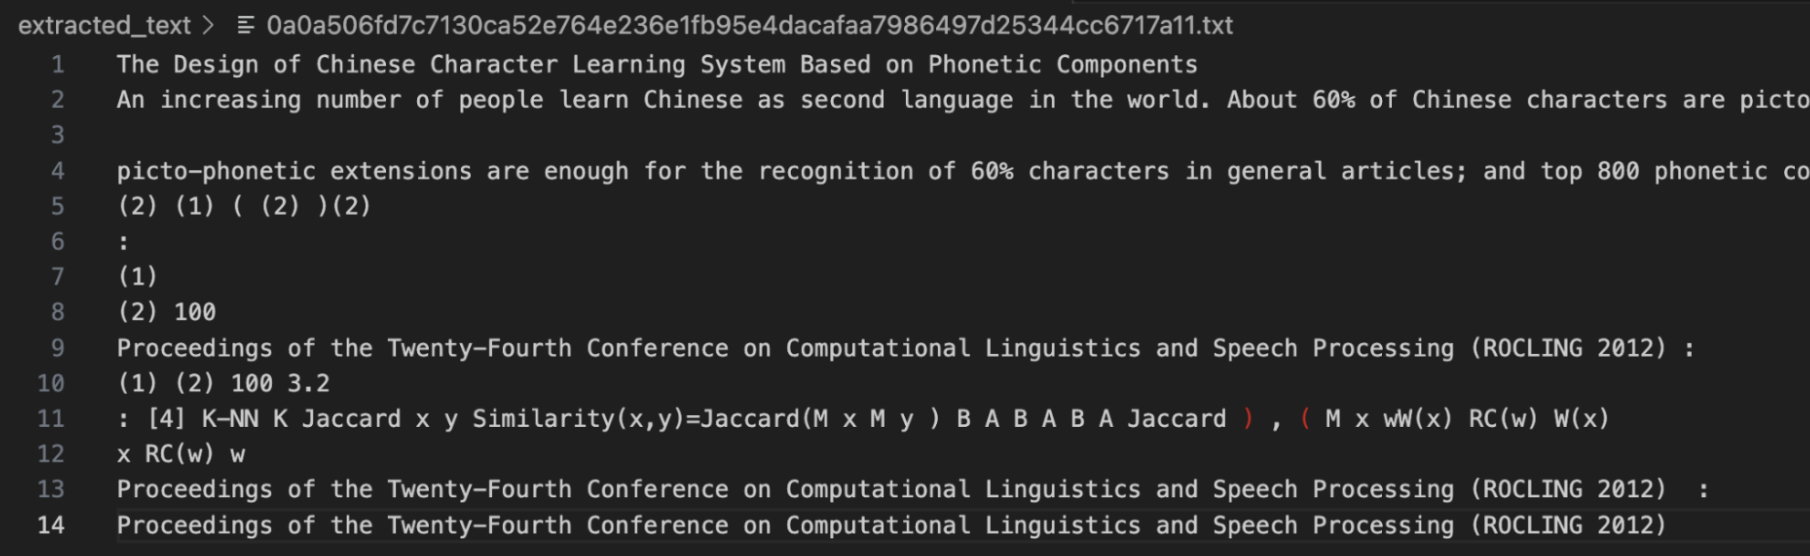 extracted_text > 0a0a506fd7c7130ca52e764e236e1fb95e4dacafaa7986497d25344cc6717a11.txt
1 The Design of Chinese Character Learning System Based on Phonetic Components
2 An increasing number of people learn Chinese as second language in the world. About 60% of Chinese characters are picto
3
4 picto-phonetic extensions are enough for the recognition of 60% characters in general articles; and top 800 phonetic co
5 (2) (1) ( (2) )(2)
6 :
7 (1)
8 (2) 100
9 Proceedings of the Twenty-Fourth Conference on Computational Linguistics and Speech Processing (ROCLING 2012) :
10 (1) (2) 100 3.2
11 : [4] K-NN K Jaccard x y Similarity(x,y)=Jaccard(M x M y ) B A B A B A Jaccard ) , ( M x wW(x) RC(w) W(x)
12 x RC(w) w
13 Proceedings of the Twenty-Fourth Conference on Computational Linguistics and Speech Processing (ROCLING 2012) :
14 Proceedings of the Twenty-Fourth Conference on Computational Linguistics and Speech Processing (ROCLING 2012)